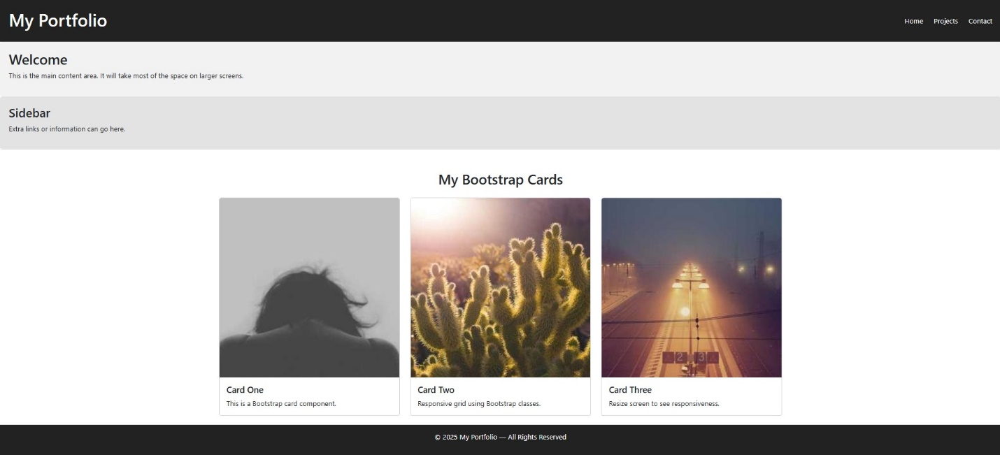 My Portfolio
Home Projects Contact
Welcome
This is the main content area. It will take most of the space on larger screens.
Sidebar
Extra links or information can go here.
My Bootstrap Cards
2 3
Card One
This is a Bootstrap card component.
Card Two
Responsive grid using Bootstrap classes.
Card Three
Resize screen to see responsiveness.
© 2025 My Portfolio — All Rights Reserved